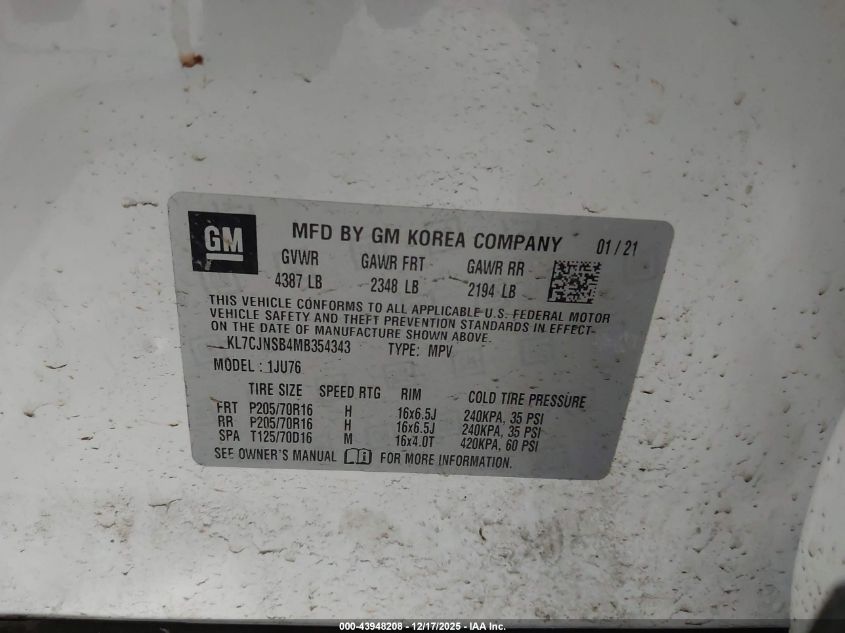 GM
MFD BY GM KOREA COMPANY 01 / 21
GVWR GAWR FRT GAWR RR
4387 LB 2348 LB 2194 LB
THIS VEHICLE CONFORMS TO ALL APPLICABLE U.S. FEDERAL MOTOR
VEHICLE SAFETY AND THEFT PREVENTION STANDARDS IN EFFECT
ON THE DATE OF MANUFACTURE SHOWN ABOVE.
KL7CJNSB4MB354343 TYPE: MPV
MODEL : 1JU76
TIRE SIZE SPEED RTG RIM COLD TIRE PRESSURE
FRT P205/70R16 H 16x6.5J 240KPA, 35 PSI
RR P205/70R16 H 16x6.5J 240KPA, 35 PSI
SPA T125/70D16 M 16x4.0T 420KPA, 60 PSI
SEE OWNER'S MANUAL FOR MORE INFORMATION.
000-43948208 - 12/17/2025 - IAA Inc.